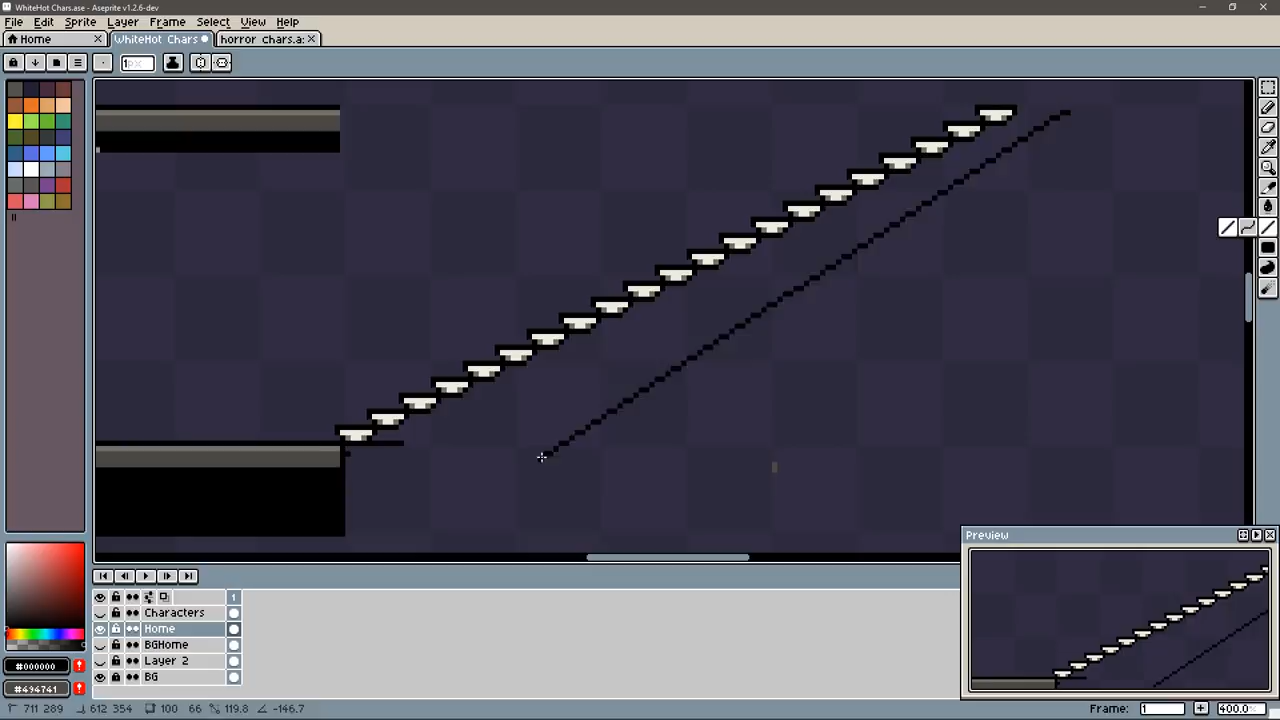 WhiteHot Chars.ase - Aseprite v1.2.6-dev
File Edit Sprite Layer Frame Select View Help
Home WhiteHot Chars horror chars.a:
1px
Preview
1
Characters
Home
BGHome
Layer 2
BG
#000000
#494741
711 289 612 354 100 66 119.8 -146.7 Frame: 1 400.0